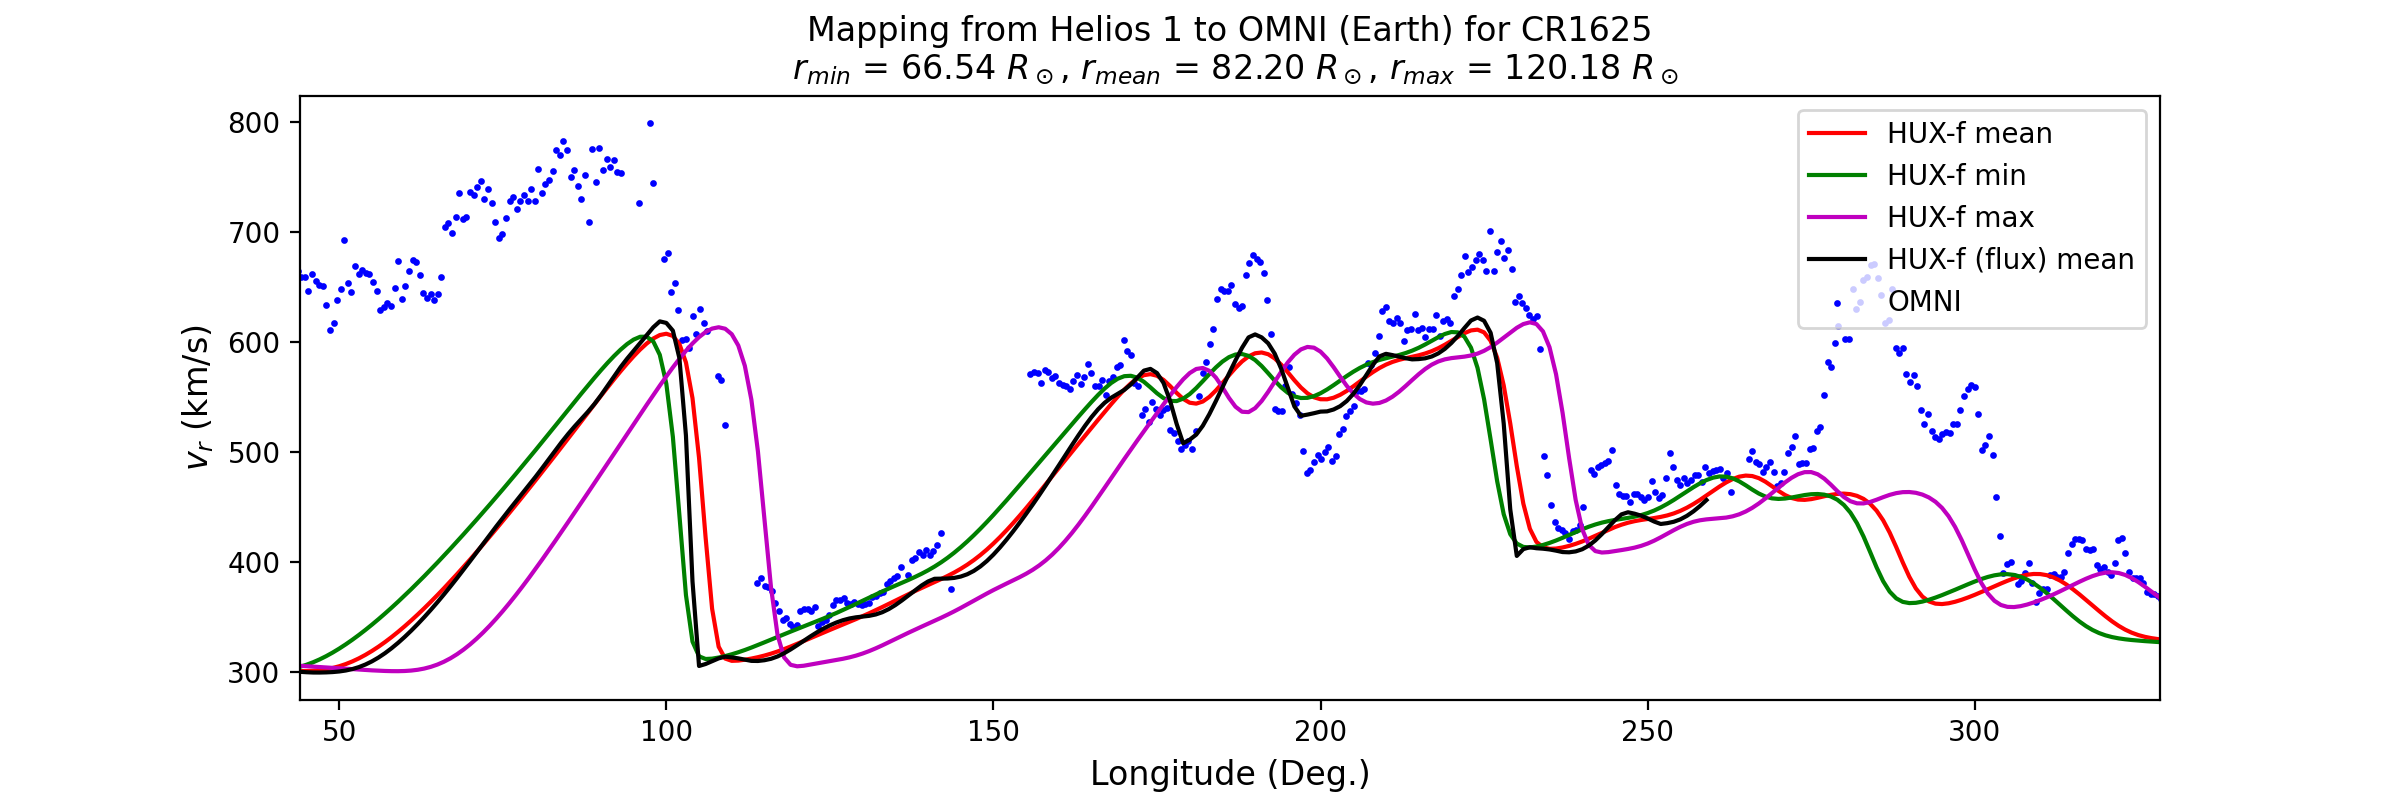 Mapping from Helios 1 to OMNI (Earth) for CR1625
r_min = 66.54 R_⊙, r_mean = 82.20 R_⊙, r_max = 120.18 R_⊙
800
700
600
500
400
300
v_r (km/s)
HUX-f mean
HUX-f min
HUX-f max
HUX-f (flux) mean
OMNI
50 100 150 200 250 300
Longitude (Deg.)